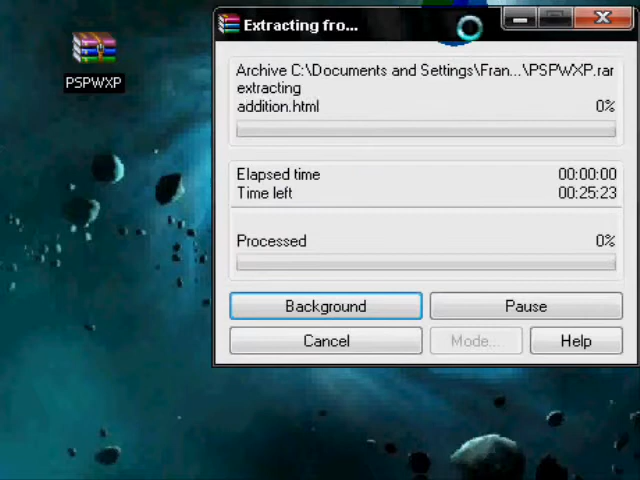 PSPWXP
Extracting fro...
Archive C:\Documents and Settings\Fran...\PSPWXP.rar
extracting
addition.html 0%
Elapsed time 00:00:00
Time left 00:25:23
Processed 0%
Background Pause
Cancel Mode... Help